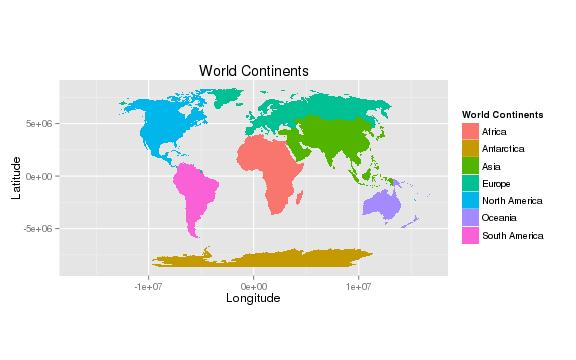 World Continents
5e+06
0e+00
-5e+06
Latitude
-1e+07
0e+00
1e+07
Longitude
World Continents
Africa
Antarctica
Asia
Europe
North America
Oceania
South America